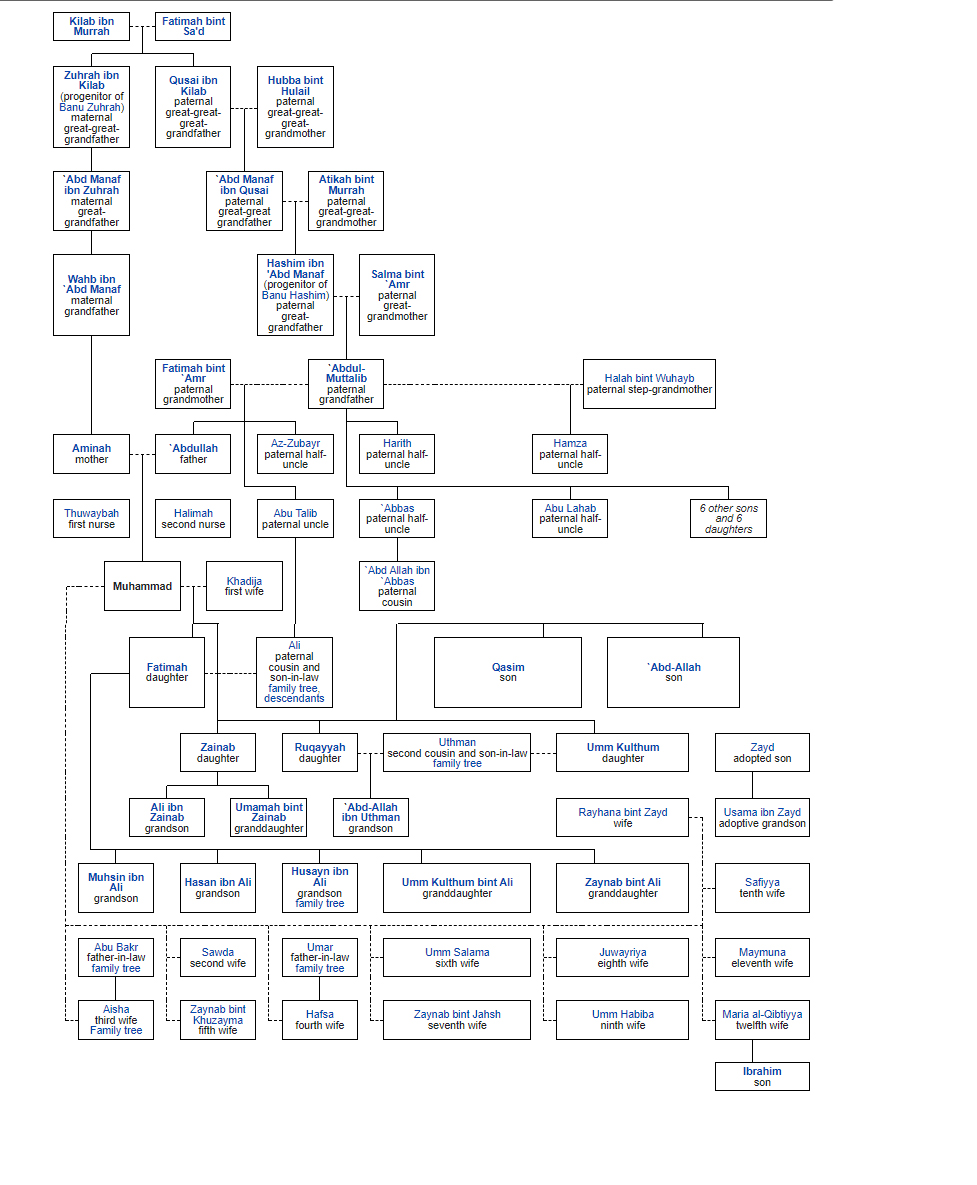 Kilab ibn
Murrah
Fatimah bint
Sa'd
Zuhrah ibn
Kilab
(progenitor of
Banu Zuhrah)
maternal
great-great-
grandfather
Qusai ibn
Kilab
paternal
great-great-
great-
grandfather
Hubba bint
Hulail
paternal
great-great-
great-
grandmother
`Abd Manaf
ibn Zuhrah
maternal
great-
grandfather
`Abd Manaf
ibn Qusai
paternal
great-great
grandfather
Atikah bint
Murrah
paternal
great-great-
grandmother
Wahb ibn
`Abd Manaf
maternal
grandfather
Hashim ibn
'Abd Manaf
(progenitor of
Banu Hashim)
paternal
great-
grandfather
Salma bint
`Amr
paternal
great-
grandmother
Fatimah bint
`Amr
paternal
grandmother
`Abdul-
Muttalib
paternal
grandfather
Halah bint Wuhayb
paternal step-grandmother
Aminah
mother
`Abdullah
father
Az-Zubayr
paternal half-
uncle
Harith
paternal half-
uncle
Hamza
paternal half-
uncle
Thuwaybah
first nurse
Halimah
second nurse
Abu Talib
paternal uncle
`Abbas
paternal half-
uncle
Abu Lahab
paternal half-
uncle
6 other sons
and 6
daughters
Muhammad
Khadija
first wife
`Abd Allah ibn
`Abbas
paternal
cousin
Fatimah
daughter
Ali
paternal
cousin and
son-in-law
family tree,
descendants
Qasim
son
`Abd-Allah
son
Zainab
daughter
Ruqayyah
daughter
Uthman
second cousin and son-in-law
family tree
Umm Kulthum
daughter
Zayd
adopted son
Ali ibn
Zainab
grandson
Umamah bint
Zainab
granddaughter
`Abd-Allah
ibn Uthman
grandson
Rayhana bint Zayd
wife
Usama ibn Zayd
adoptive grandson
Muhsin ibn
Ali
grandson
Hasan ibn Ali
grandson
Husayn ibn
Ali
grandson
family tree
Umm Kulthum bint Ali
granddaughter
Zaynab bint Ali
granddaughter
Safiyya
tenth wife
Abu Bakr
father-in-law
family tree
Sawda
second wife
Umar
father-in-law
family tree
Umm Salama
sixth wife
Juwayriya
eighth wife
Maymuna
eleventh wife
Aisha
third wife
Family tree
Zaynab bint
Khuzayma
fifth wife
Hafsa
fourth wife
Zaynab bint Jahsh
seventh wife
Umm Habiba
ninth wife
Maria al-Qibtiyya
twelfth wife
Ibrahim
son